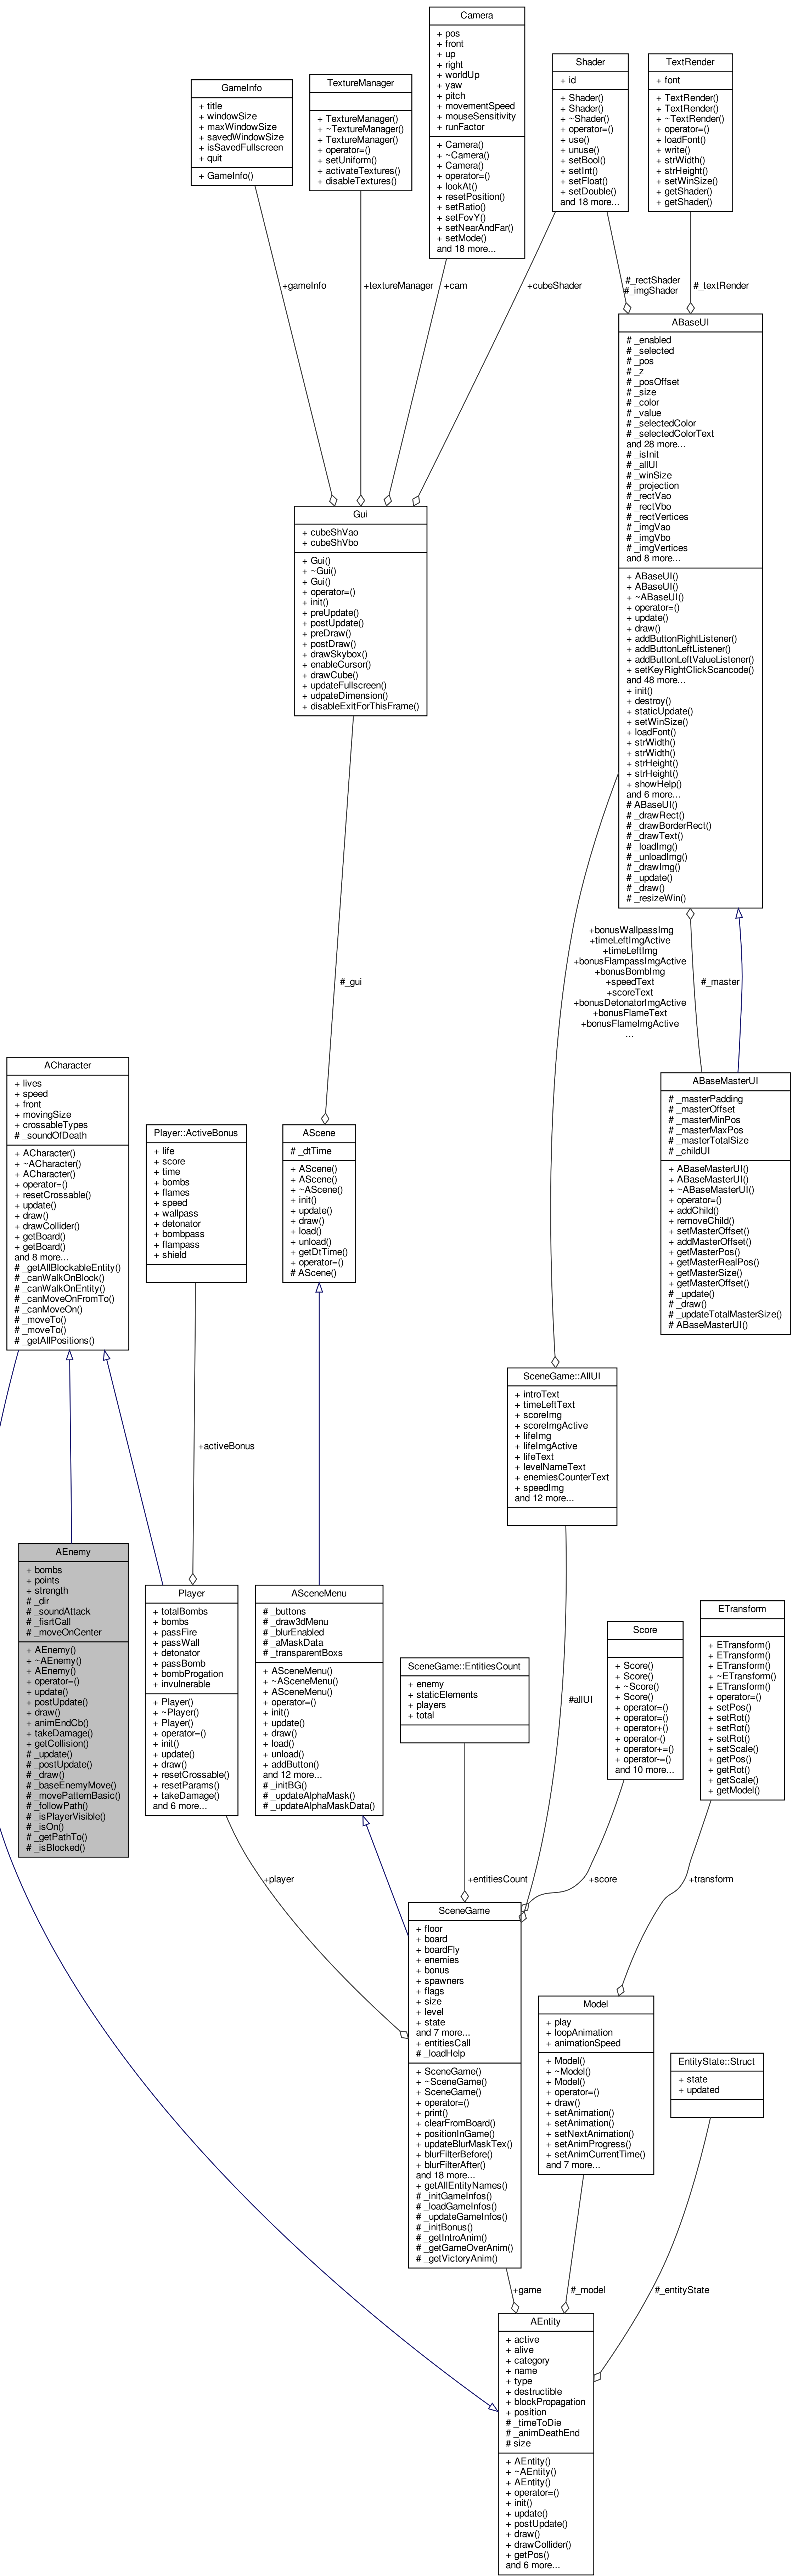 Camera
+ pos
+ front
+ up
+ right
+ worldUp
+ yaw
+ pitch
+ movementSpeed
+ mouseSensitivity
+ runFactor
+ Camera()
+ ~Camera()
+ Camera()
+ operator=()
+ lookAt()
+ resetPosition()
+ setRatio()
+ setFovY()
+ setNearAndFar()
+ setMode()
and 18 more...
GameInfo
+ title
+ windowSize
+ maxWindowSize
+ savedWindowSize
+ isSavedFullscreen
+ quit
+ GameInfo()
TextureManager
+ TextureManager()
+ ~TextureManager()
+ TextureManager()
+ operator=()
+ setUniform()
+ activateTextures()
+ disableTextures()
Shader
+ id
+ Shader()
+ Shader()
+ ~Shader()
+ operator=()
+ use()
+ unuse()
+ setBool()
+ setInt()
+ setFloat()
+ setDouble()
and 18 more...
TextRender
+ font
+ TextRender()
+ TextRender()
+ ~TextRender()
+ operator=()
+ loadFont()
+ write()
+ strWidth()
+ strHeight()
+ setWinSize()
+ getShader()
+ getShader()
+gameInfo
+textureManager
+cam
+cubeShader
#_rectShader
#_imgShader
#_textRender
ABaseUI
# _enabled
# _selected
# _pos
# _z
# _posOffset
# _size
# _color
# _value
# _selectedColor
# _selectedColorText
and 28 more...
# _isInit
# _allUI
# _winSize
# _projection
# _rectVao
# _rectVbo
# _rectVertices
# _imgVao
# _imgVbo
# _imgVertices
and 8 more...
+ ABaseUI()
+ ABaseUI()
+ ~ABaseUI()
+ operator=()
+ update()
+ draw()
+ addButtonRightListener()
+ addButtonLeftListener()
+ addButtonLeftValueListener()
+ setKeyRightClickScancode()
and 48 more...
+ init()
+ destroy()
+ staticUpdate()
+ setWinSize()
+ loadFont()
+ strWidth()
+ strWidth()
+ strHeight()
+ strHeight()
+ showHelp()
and 6 more...
# ABaseUI()
# _drawRect()
# _drawBorderRect()
# _drawText()
# _loadImg()
# _unloadImg()
# _drawImg()
# _update()
# _draw()
# _resizeWin()
Gui
+ cubeShVao
+ cubeShVbo
+ Gui()
+ ~Gui()
+ Gui()
+ operator=()
+ init()
+ preUpdate()
+ postUpdate()
+ preDraw()
+ postDraw()
+ drawSkybox()
+ enableCursor()
+ drawCube()
+ updateFullscreen()
+ udpateDimension()
+ disableExitForThisFrame()
#_gui
+bonusWallpassImg
+timeLeftImgActive
+timeLeftImg
+bonusFlampassImgActive
+bonusBombImg
+speedText
+scoreText
+bonusDetonatorImgActive
+bonusFlameText
+bonusFlameImgActive
...
#_master
ACharacter
+ lives
+ speed
+ front
+ movingSize
+ crossableTypes
# _soundOfDeath
+ ACharacter()
+ ~ACharacter()
+ ACharacter()
+ operator=()
+ resetCrossable()
+ update()
+ draw()
+ drawCollider()
+ getBoard()
+ getBoard()
and 8 more...
# _getAllBlockableEntity()
# _canWalkOnBlock()
# _canWalkOnEntity()
# _canMoveOnFromTo()
# _canMoveOn()
# _moveTo()
# _moveTo()
# _getAllPositions()
Player::ActiveBonus
+ life
+ score
+ time
+ bombs
+ flames
+ speed
+ wallpass
+ detonator
+ bombpass
+ flampass
+ shield
AScene
# _dtTime
+ AScene()
+ AScene()
+ ~AScene()
+ init()
+ update()
+ draw()
+ load()
+ unload()
+ getDtTime()
+ operator=()
# AScene()
ABaseMasterUI
# _masterPadding
# _masterOffset
# _masterMinPos
# _masterMaxPos
# _masterTotalSize
# _childUI
+ ABaseMasterUI()
+ ABaseMasterUI()
+ ~ABaseMasterUI()
+ operator=()
+ addChild()
+ removeChild()
+ setMasterOffset()
+ addMasterOffset()
+ getMasterPos()
+ getMasterRealPos()
+ getMasterSize()
+ getMasterOffset()
# _update()
# _draw()
# _updateTotalMasterSize()
# ABaseMasterUI()
SceneGame::AllUI
+ introText
+ timeLeftText
+ scoreImg
+ scoreImgActive
+ lifeImg
+ lifeImgActive
+ lifeText
+ levelNameText
+ enemiesCounterText
+ speedImg
and 12 more...
+activeBonus
AEnemy
+ bombs
+ points
+ strength
# _dir
# _soundAttack
# _fisrtCall
# _moveOnCenter
+ AEnemy()
+ ~AEnemy()
+ AEnemy()
+ operator=()
+ update()
+ postUpdate()
+ draw()
+ animEndCb()
+ takeDamage()
+ getCollision()
# _update()
# _postUpdate()
# _draw()
# _baseEnemyMove()
# _movePatternBasic()
# _followPath()
# _isPlayerVisible()
# _isOn()
# _getPathTo()
# _isBlocked()
Player
+ totalBombs
+ bombs
+ passFire
+ passWall
+ detonator
+ passBomb
+ bombProgation
+ invulnerable
+ Player()
+ ~Player()
+ Player()
+ operator=()
+ init()
+ update()
+ draw()
+ resetCrossable()
+ resetParams()
+ takeDamage()
and 6 more...
ASceneMenu
# _buttons
# _draw3dMenu
# _blurEnabled
# _aMaskData
# _transparentBoxs
+ ASceneMenu()
+ ~ASceneMenu()
+ ASceneMenu()
+ operator=()
+ init()
+ update()
+ draw()
+ load()
+ unload()
+ addButton()
and 12 more...
# _initBG()
# _updateAlphaMask()
# _updateAlphaMaskData()
SceneGame::EntitiesCount
+ enemy
+ staticElements
+ players
+ total
#allUI
Score
+ Score()
+ Score()
+ ~Score()
+ Score()
+ operator=()
+ operator=()
+ operator+()
+ operator-()
+ operator+=()
+ operator-=()
and 10 more...
ETransform
+ ETransform()
+ ETransform()
+ ETransform()
+ ~ETransform()
+ ETransform()
+ operator=()
+ setPos()
+ setRot()
+ setRot()
+ setRot()
+ setScale()
+ getPos()
+ getRot()
+ getScale()
+ getModel()
+player
+entitiesCount
+score
+transform
SceneGame
+ floor
+ board
+ boardFly
+ enemies
+ bonus
+ spawners
+ flags
+ size
+ level
+ state
and 7 more...
+ entitiesCall
# _loadHelp
+ SceneGame()
+ ~SceneGame()
+ SceneGame()
+ operator=()
+ print()
+ clearFromBoard()
+ positionInGame()
+ updateBlurMaskTex()
+ blurFilterBefore()
+ blurFilterAfter()
and 18 more...
+ getAllEntityNames()
# _initGameInfos()
# _loadGameInfos()
# _updateGameInfos()
# _initBonus()
# _getIntroAnim()
# _getGameOverAnim()
# _getVictoryAnim()
Model
+ play
+ loopAnimation
+ animationSpeed
+ Model()
+ ~Model()
+ Model()
+ operator=()
+ draw()
+ setAnimation()
+ setAnimation()
+ setNextAnimation()
+ setAnimProgress()
+ setAnimCurrentTime()
and 7 more...
EntityState::Struct
+ state
+ updated
+game
#_model
#_entityState
AEntity
+ active
+ alive
+ category
+ name
+ type
+ destructible
+ blockPropagation
+ position
# _timeToDie
# _animDeathEnd
# size
+ AEntity()
+ ~AEntity()
+ AEntity()
+ operator=()
+ init()
+ update()
+ postUpdate()
+ draw()
+ drawCollider()
+ getPos()
and 6 more...